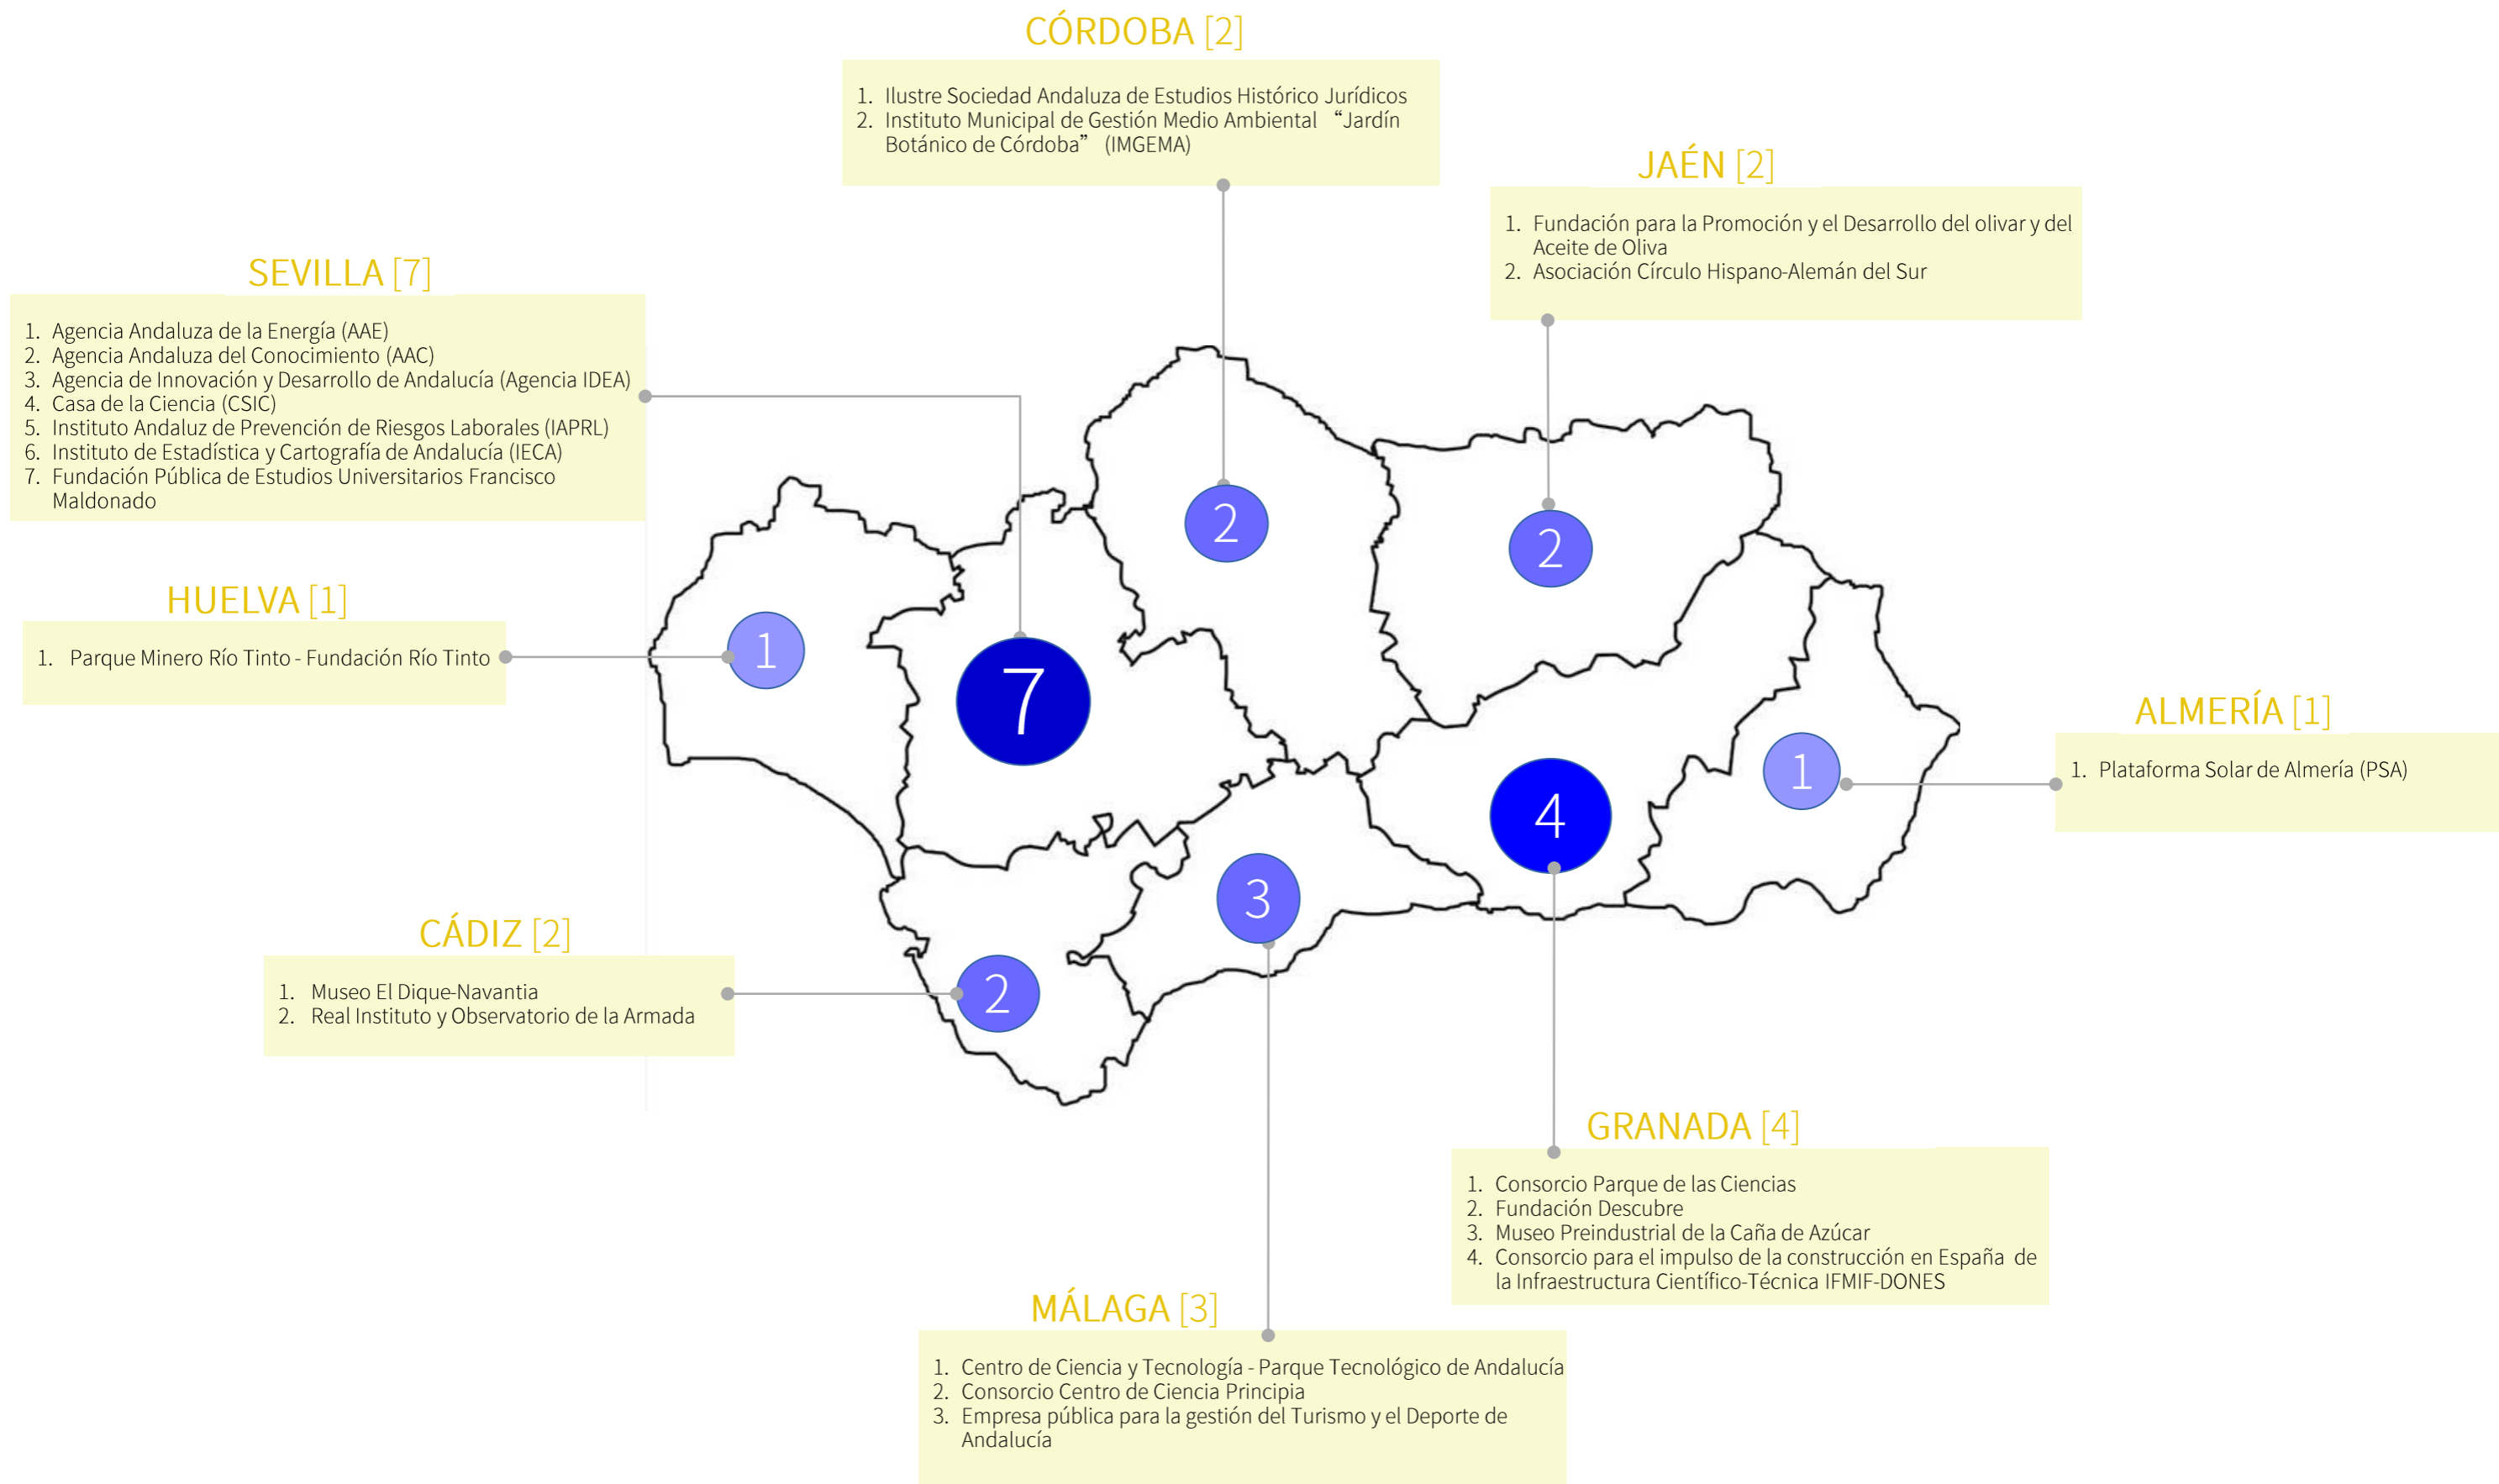 CÓRDOBA [2]
1. Ilustre Sociedad Andaluza de Estudios Histórico Jurídicos
2. Instituto Municipal de Gestión Medio Ambiental “Jardín
Botánico de Córdoba” (IMGEMA)
JAÉN [2]
1. Fundación para la Promoción y el Desarrollo del olivar y del
Aceite de Oliva
2. Asociación Círculo Hispano-Alemán del Sur
SEVILLA [7]
1. Agencia Andaluza de la Energía (AAE)
2. Agencia Andaluza del Conocimiento (AAC)
3. Agencia de Innovación y Desarrollo de Andalucía (Agencia IDEA)
4. Casa de la Ciencia (CSIC)
5. Instituto Andaluz de Prevención de Riesgos Laborales (IAPRL)
6. Instituto de Estadística y Cartografía de Andalucía (IECA)
7. Fundación Pública de Estudios Universitarios Francisco
Maldonado
HUELVA [1]
1. Parque Minero Río Tinto - Fundación Río Tinto
2
2
1
7
4
1
3
2
ALMERÍA [1]
1. Plataforma Solar de Almería (PSA)
CÁDIZ [2]
1. Museo El Dique-Navantia
2. Real Instituto y Observatorio de la Armada
GRANADA [4]
1. Consorcio Parque de las Ciencias
2. Fundación Descubre
3. Museo Preindustrial de la Caña de Azúcar
4. Consorcio para el impulso de la construcción en España de
la Infraestructura Científico-Técnica IFMIF-DONES
MÁLAGA [3]
1. Centro de Ciencia y Tecnología - Parque Tecnológico de Andalucía
2. Consorcio Centro de Ciencia Principia
3. Empresa pública para la gestión del Turismo y el Deporte de
Andalucía